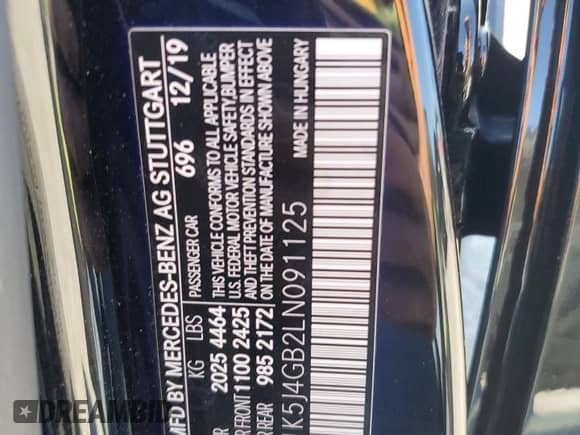 MFD BY MERCEDES-BENZ AG STUTTGART
696 12/19
KG LBS PASSENGER CAR
2025 4464 THIS VEHICLE CONFORMS TO ALL APPLICABLE
FRONT 1100 2425 U.S. FEDERAL MOTOR VEHICLE SAFETY, BUMPER
AND THEFT PREVENTION STANDARDS IN EFFECT
REAR 985 2172 ON THE DATE OF MANUFACTURE SHOWN ABOVE
K5J4GB2LN091125 MADE IN HUNGARY
DREAMBID